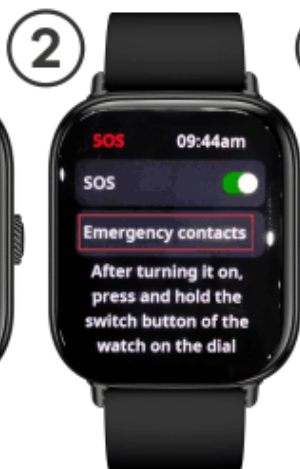 2
SOS 09:44am
SOS
Emergency contacts
After turning it on,
press and hold the
switch button of the
watch on the dial